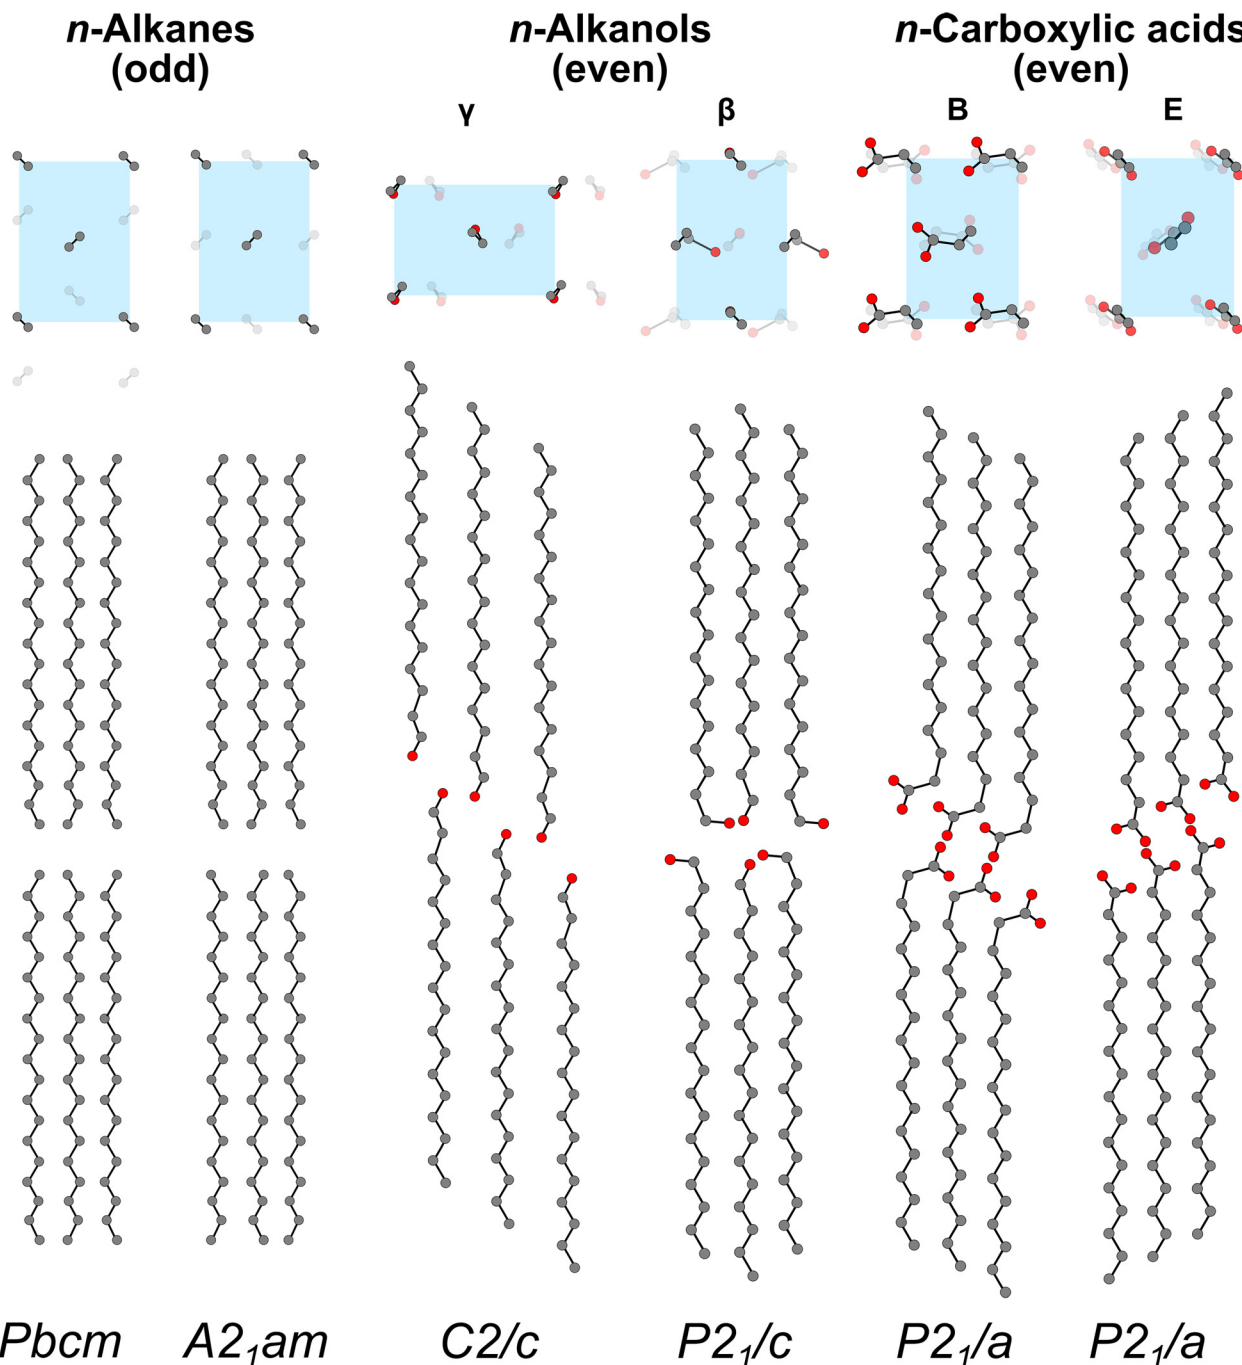 n-Alkanes
(odd)
n-Alkanols
(even)
n-Carboxylic acids
(even)
γ
β
B
E
Pbcm
A2₁am
C2/c
P2₁/c
P2₁/a
P2₁/a